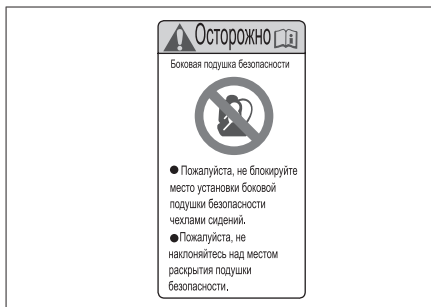 Осторожно
Боковая подушка безопасности
● Пожалуйста, не блокируйте
место установки боковой
подушки безопасности
чехлами сидений.
●Пожалуйста, не
наклоняйтесь над местом
раскрытия подушки
безопасности.